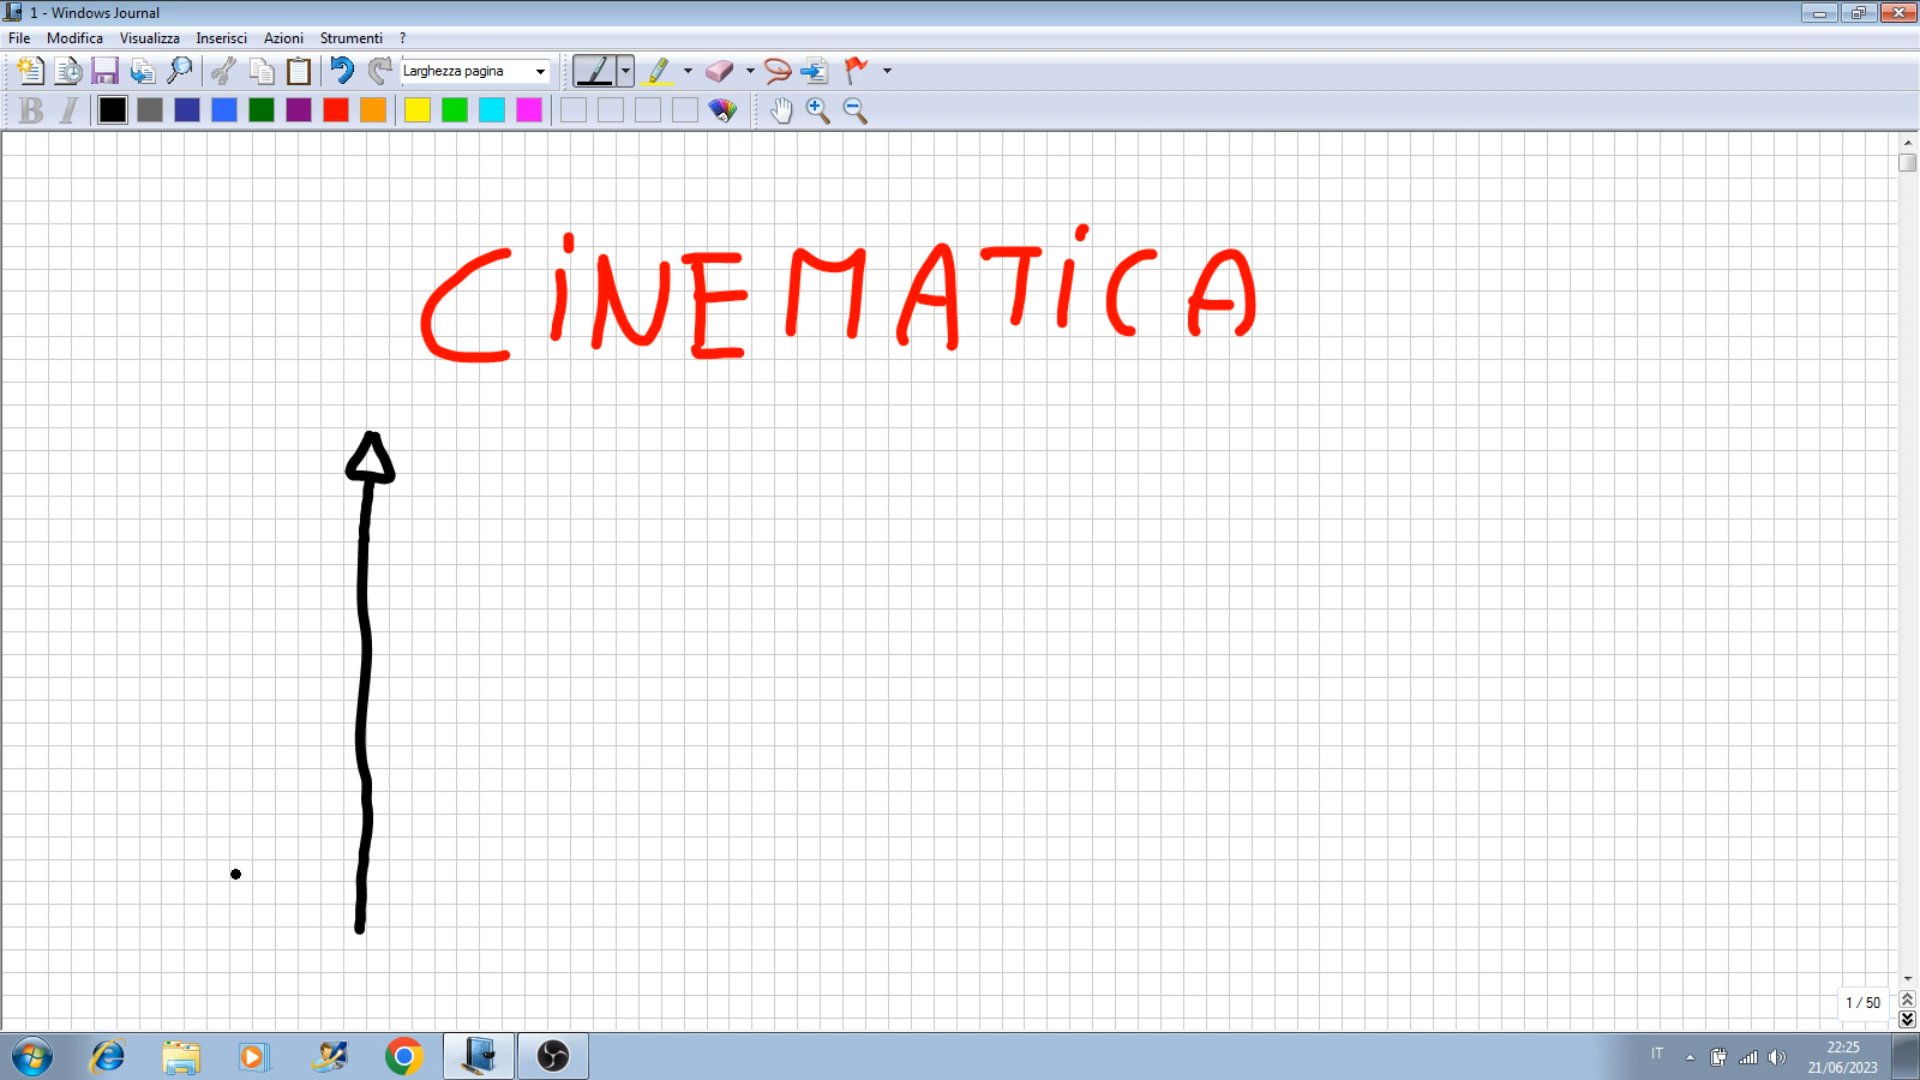 1 - Windows Journal
File Modifica Visualizza Inserisci Azioni Strumenti ?
Larghezza pagina
B I
CiNEMATiCA
1 / 50
IT
22:25
21/06/2023